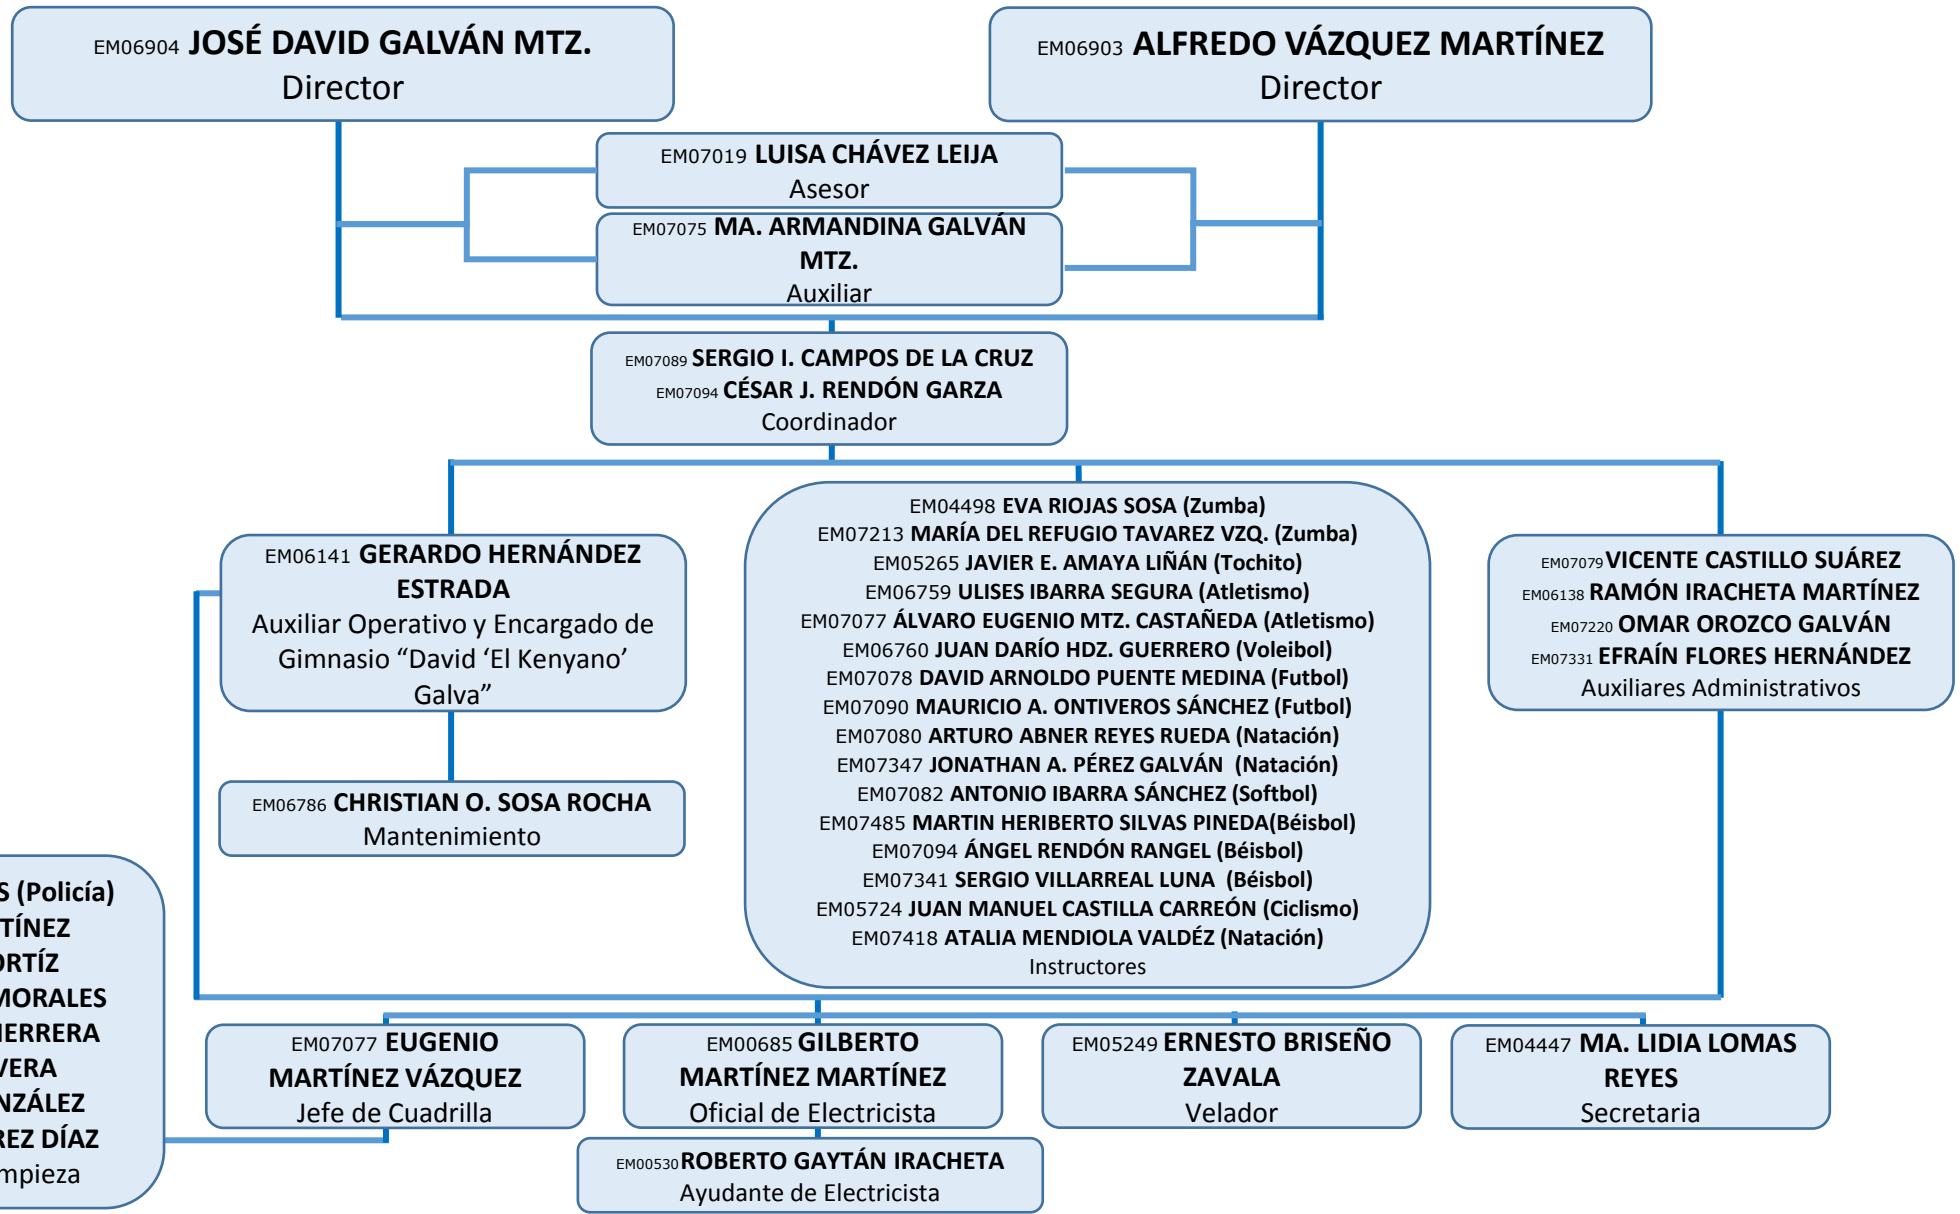 EM06904 JOSÉ DAVID GALVÁN MTZ.
Director
EM06903 ALFREDO VÁZQUEZ MARTÍNEZ
Director
EM07019 LUISA CHÁVEZ LEIJA
Asesor
EM07075 MA. ARMANDINA GALVÁN
MTZ.
Auxiliar
EM07089 SERGIO I. CAMPOS DE LA CRUZ
EM07094 CÉSAR J. RENDÓN GARZA
Coordinador
EM06141 GERARDO HERNÁNDEZ
ESTRADA
Auxiliar Operativo y Encargado de
Gimnasio “David ‘El Kenyano’
Galva”
EM06786 CHRISTIAN O. SOSA ROCHA
Mantenimiento
EM04498 EVA RIOJAS SOSA (Zumba)
EM07213 MARÍA DEL REFUGIO TAVAREZ VZQ. (Zumba)
EM05265 JAVIER E. AMAYA LIÑÁN (Tochito)
EM06759 ULISES IBARRA SEGURA (Atletismo)
EM07077 ÁLVARO EUGENIO MTZ. CASTAÑEDA (Atletismo)
EM06760 JUAN DARÍO HDZ. GUERRERO (Voleibol)
EM07078 DAVID ARNOLDO PUENTE MEDINA (Futbol)
EM07090 MAURICIO A. ONTIVEROS SÁNCHEZ (Futbol)
EM07080 ARTURO ABNER REYES RUEDA (Natación)
EM07347 JONATHAN A. PÉREZ GALVÁN (Natación)
EM07082 ANTONIO IBARRA SÁNCHEZ (Softbol)
EM07485 MARTIN HERIBERTO SILVAS PINEDA(Béisbol)
EM07094 ÁNGEL RENDÓN RANGEL (Béisbol)
EM07341 SERGIO VILLARREAL LUNA (Béisbol)
EM05724 JUAN MANUEL CASTILLA CARREÓN (Ciclismo)
EM07418 ATALIA MENDIOLA VALDÉZ (Natación)
Instructores
EM07079 VICENTE CASTILLO SUÁREZ
EM06138 RAMÓN IRACHETA MARTÍNEZ
EM07220 OMAR OROZCO GALVÁN
EM07331 EFRAÍN FLORES HERNÁNDEZ
Auxiliares Administrativos
S (Policía)
TÍNEZ
ORTÍZ
MORALES
HERRERA
VERA
NZÁLEZ
REZ DÍAZ
mpieza
EM07077 EUGENIO
MARTÍNEZ VÁZQUEZ
Jefe de Cuadrilla
EM00685 GILBERTO
MARTÍNEZ MARTÍNEZ
Oficial de Electricista
EM05249 ERNESTO BRISEÑO
ZAVALA
Velador
EM04447 MA. LIDIA LOMAS
REYES
Secretaria
EM00530 ROBERTO GAYTÁN IRACHETA
Ayudante de Electricista